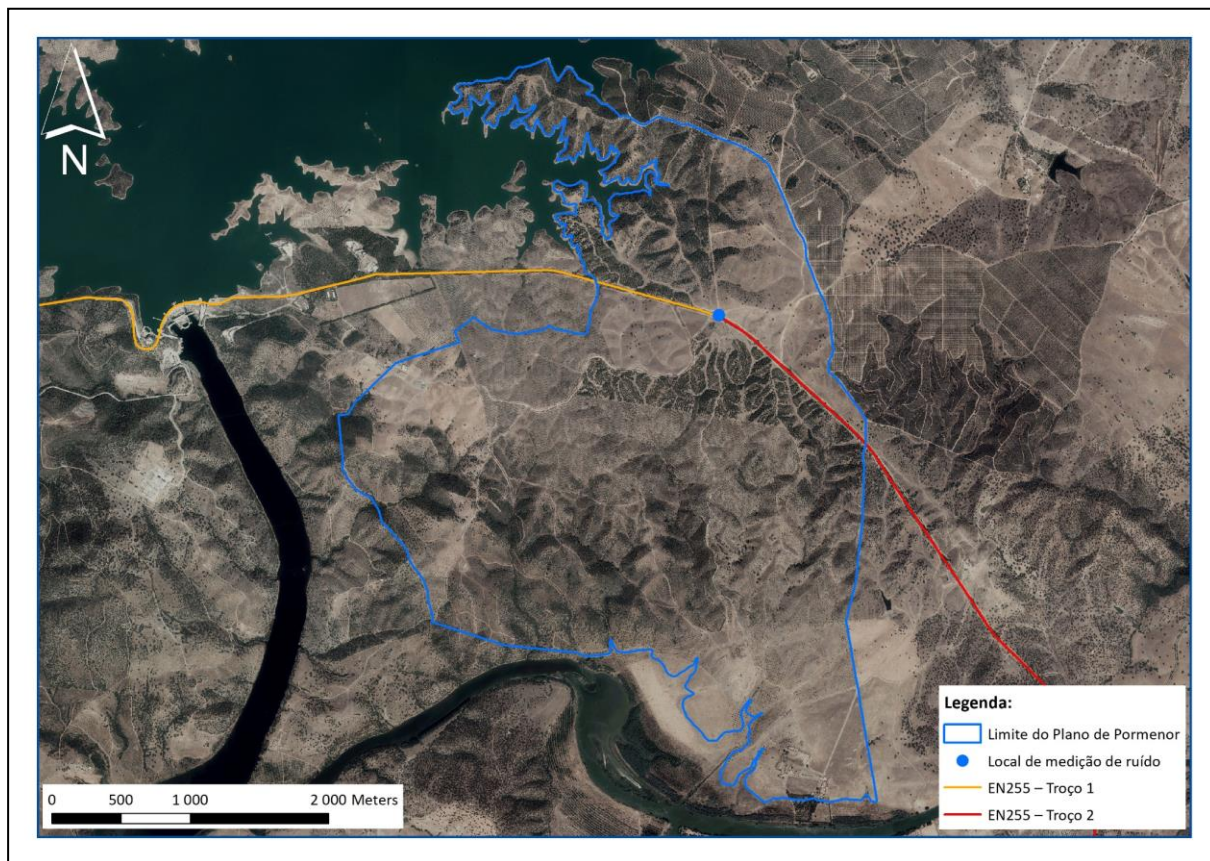 N
Legenda:
Limite do Plano de Pormenor
Local de medição de ruído
EN255 – Troço 1
EN255 – Troço 2
0 500 1 000 2 000 Meters